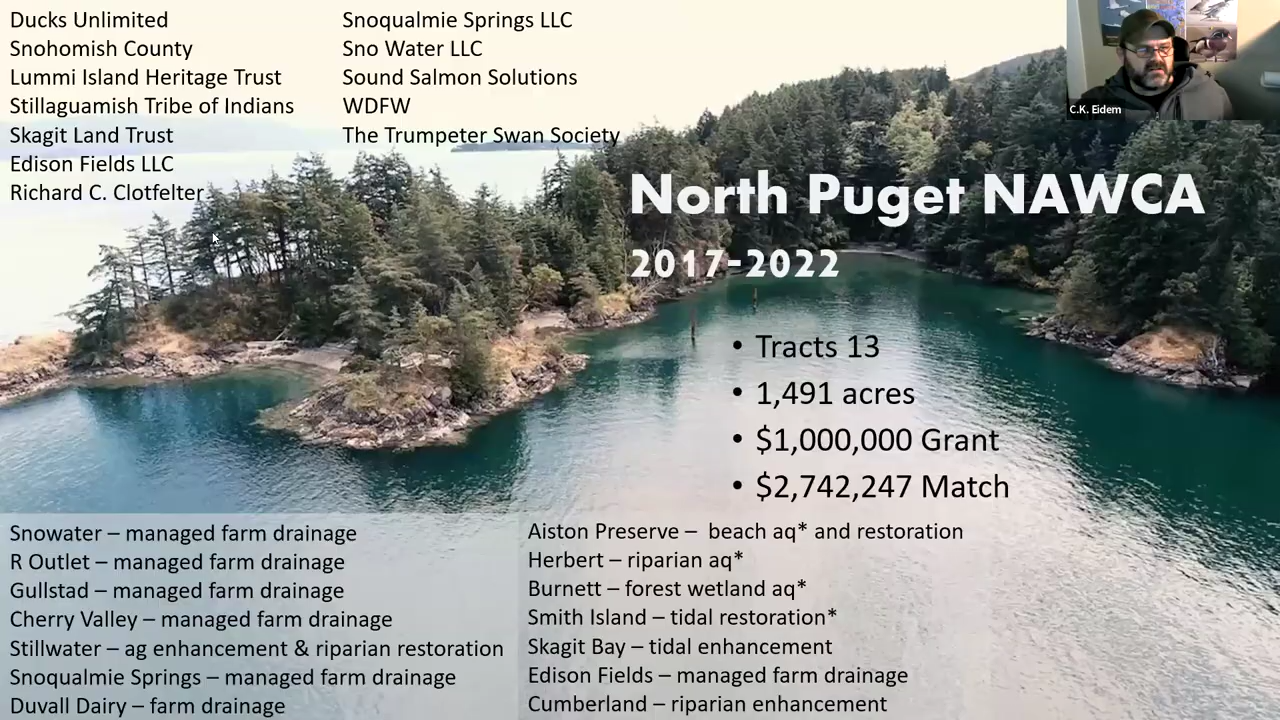 Ducks Unlimited
Snohomish County
Lummi Island Heritage Trust
Stillaguamish Tribe of Indians
Skagit Land Trust
Edison Fields LLC
Richard C. Clotfelter
Snoqualmie Springs LLC
Sno Water LLC
Sound Salmon Solutions
WDFW
The Trumpeter Swan Society
C.K. Eidem
North Puget NAWCA
2017-2022
• Tracts 13
• 1,491 acres
• $1,000,000 Grant
• $2,742,247 Match
Snowater – managed farm drainage
R Outlet – managed farm drainage
Gullstad – managed farm drainage
Cherry Valley – managed farm drainage
Stillwater – ag enhancement & riparian restoration
Snoqualmie Springs – managed farm drainage
Duvall Dairy – farm drainage
Aiston Preserve – beach aq* and restoration
Herbert – riparian aq*
Burnett – forest wetland aq*
Smith Island – tidal restoration*
Skagit Bay – tidal enhancement
Edison Fields – managed farm drainage
Cumberland – riparian enhancement